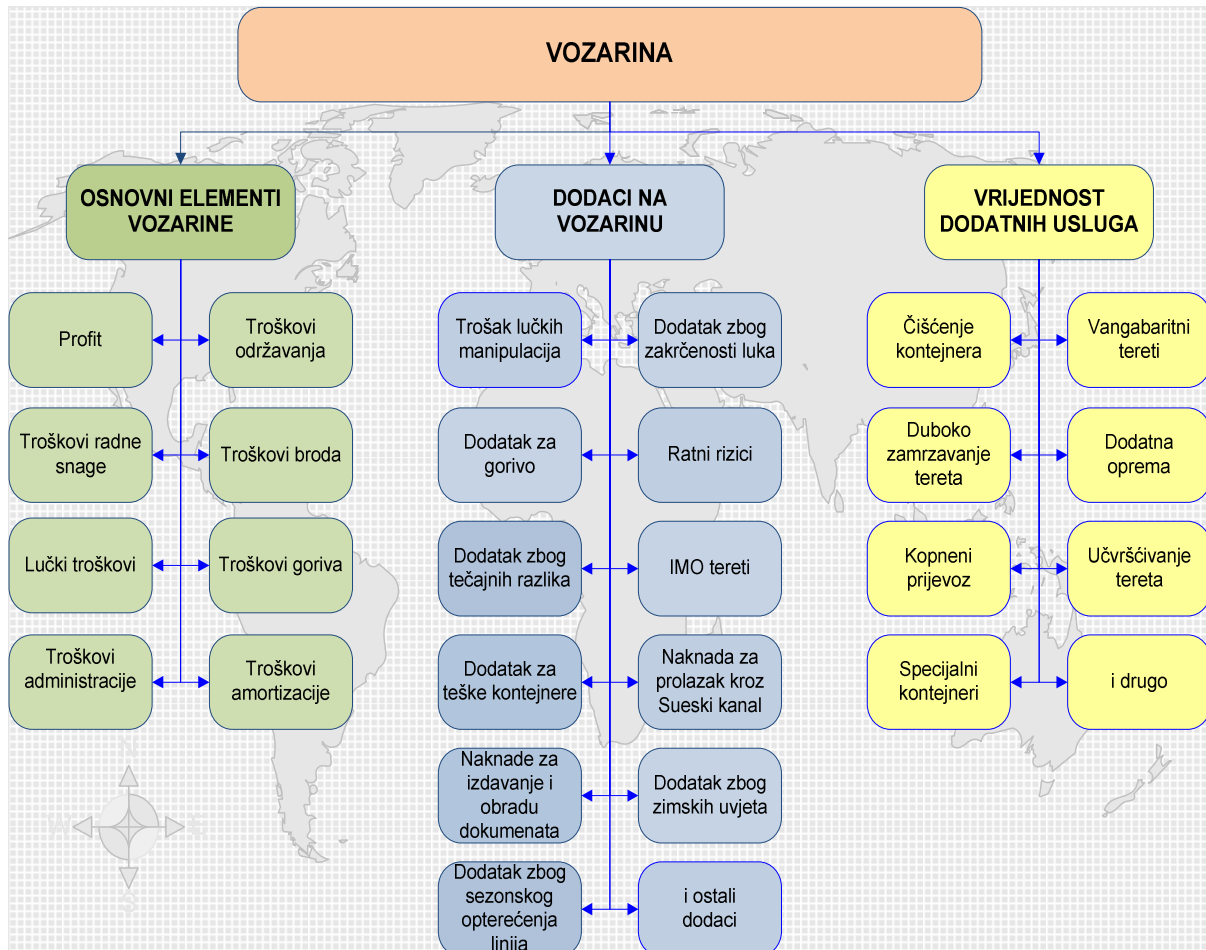 VOZARINA
OSNOVNI ELEMENTI
VOZARINE
DODACI NA
VOZARINU
VRIJEDNOST
DODATNIH USLUGA
Profit
Troškovi
održavanja
Troškovi radne
snage
Troškovi broda
Lučki troškovi
Troškovi goriva
Troškovi
administracije
Troškovi
amortizacije
Trošak lučkih
manipulacija
Dodatak zbog
zakrčenosti luka
Dodatak za
gorivo
Ratni rizici
Dodatak zbog
tečajnih razlika
IMO tereti
Dodatak za
teške kontejnere
Naknada za
prolazak kroz
Sueski kanal
Naknade za
izdavanje i
obradu
dokumenata
Dodatak zbog
zimskih uvjeta
Dodatak zbog
sezonskog
opterećenja
linija
i ostali
dodaci
Čišćenje
kontejnera
Vangabaritni
tereti
Duboko
zamrzavanje
tereta
Dodatna
oprema
Kopneni
prijevoz
Učvršćivanje
tereta
Specijalni
kontejneri
i drugo
N
S